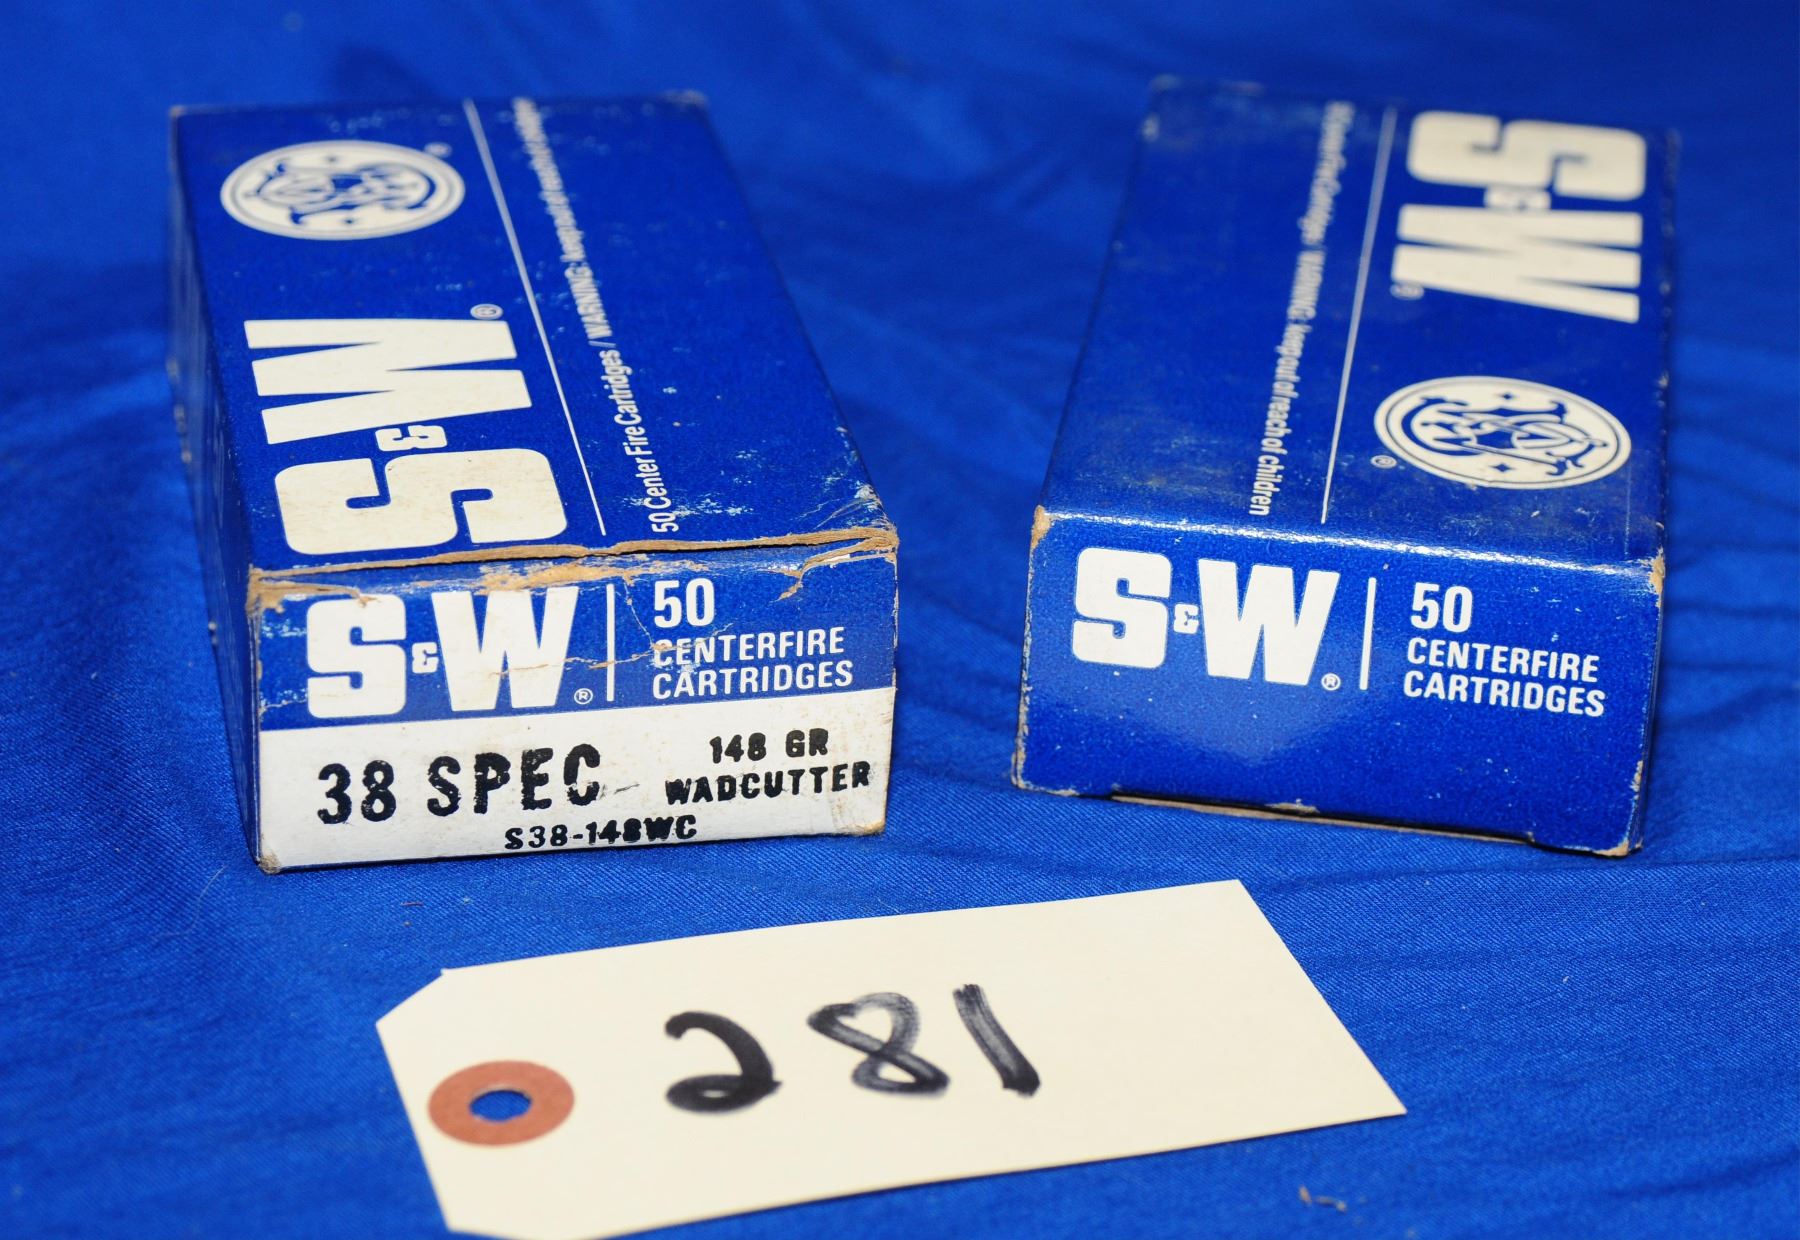 S&W®
50 Center Fire Cartridges / WARNING: keep out of reach of children
S&W®
50
CENTERFIRE
CARTRIDGES
38 SPEC
148 GR
WADCUTTER
S38-148WC
S&W®
50 Center Fire Cartridges / WARNING: keep out of reach of children
S&W®
50
CENTERFIRE
CARTRIDGES
281